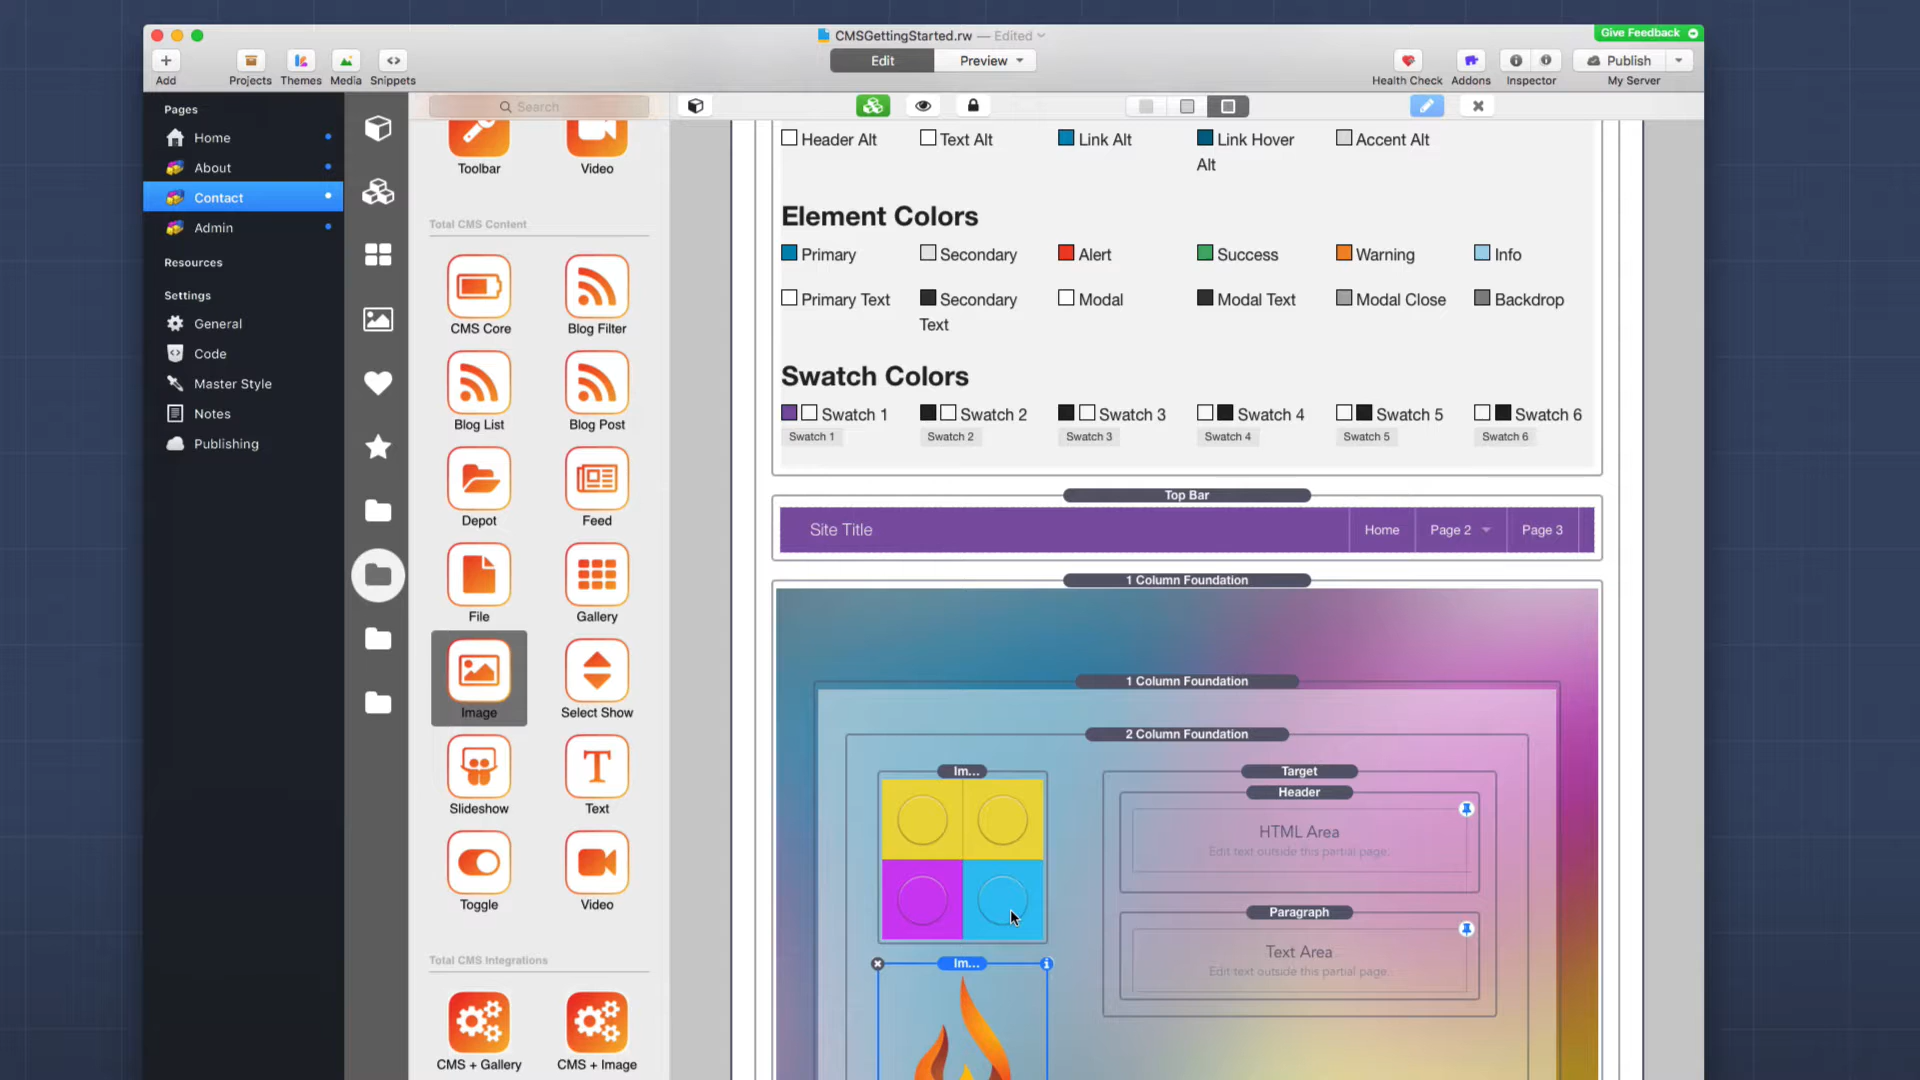 CMSGettingStarted.rw — Edited
Give Feedback
Edit
Preview
Publish
Add
Projects
Themes
Media
Snippets
Health Check
Addons
Inspector
My Server
Pages
Home
About
Contact
Admin
Resources
Settings
General
Code
Master Style
Notes
Publishing
Search
Toolbar
Video
Total CMS Content
CMS Core
Blog Filter
Blog List
Blog Post
Depot
Feed
File
Gallery
Image
Select Show
Slideshow
Text
Toggle
Video
Total CMS Integrations
CMS + Gallery
CMS + Image
Header Alt
Text Alt
Link Alt
Link Hover
Alt
Accent Alt
Element Colors
Primary
Secondary
Alert
Success
Warning
Info
Primary Text
Secondary
Text
Modal
Modal Text
Modal Close
Backdrop
Swatch Colors
Swatch 1
Swatch 2
Swatch 3
Swatch 4
Swatch 5
Swatch 6
Swatch 1
Swatch 2
Swatch 3
Swatch 4
Swatch 5
Swatch 6
Top Bar
Site Title
Home
Page 2
Page 3
1 Column Foundation
1 Column Foundation
2 Column Foundation
Im...
Target
Header
HTML Area
Edit text outside this partial page.
Paragraph
Text Area
Edit text outside this partial page.
Im...